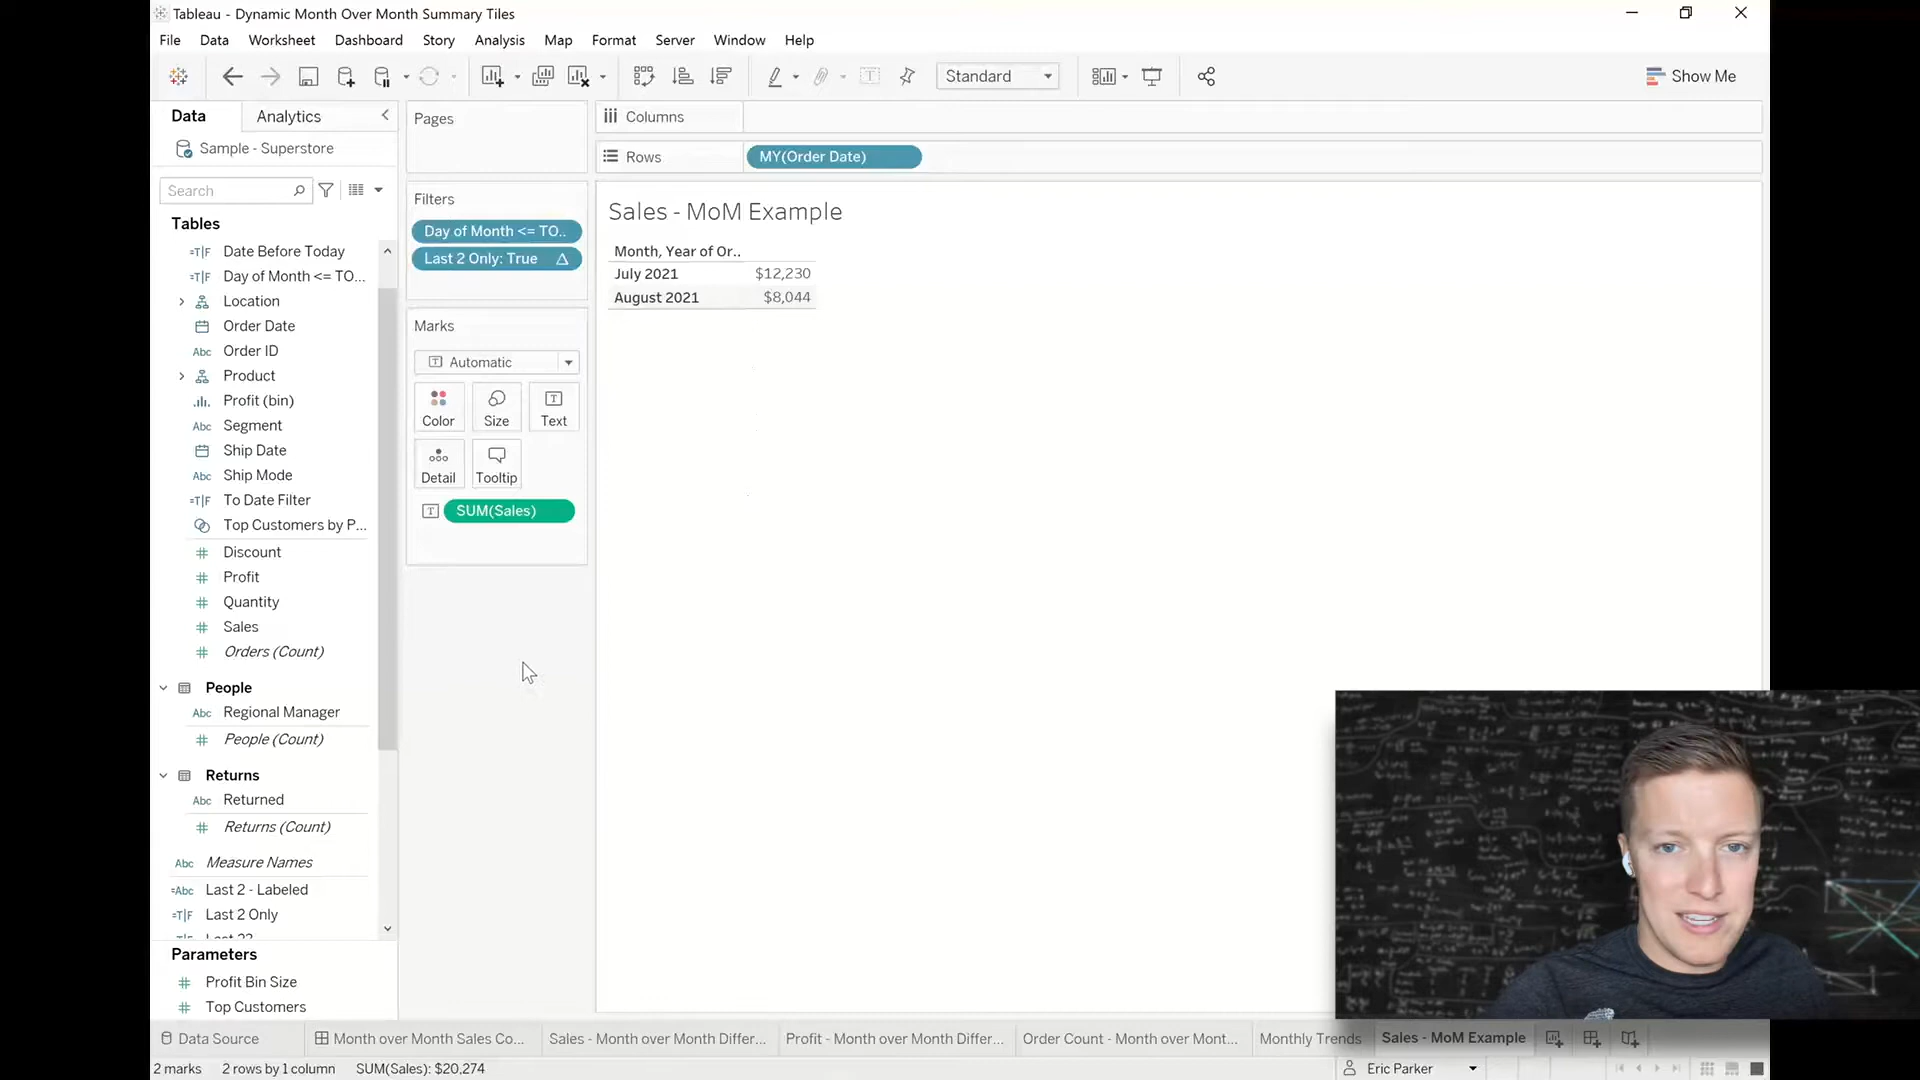 Tableau - Dynamic Month Over Month Summary Tiles
File Data Worksheet Dashboard Story Analysis Map Format Server Window Help
Standard
Show Me
Data Analytics
Sample - Superstore
Search
Tables
=T|F Date Before Today
=T|F Day of Month <= TO...
Location
Order Date
Abc Order ID
Product
Profit (bin)
Abc Segment
Ship Date
Abc Ship Mode
=T|F To Date Filter
Top Customers by P...
# Discount
# Profit
# Quantity
# Sales
# Orders (Count)
People
Abc Regional Manager
# People (Count)
Returns
Abc Returned
# Returns (Count)
Abc Measure Names
=Abc Last 2 - Labeled
=T|F Last 2 Only
Parameters
# Profit Bin Size
# Top Customers
Pages
Filters
Day of Month <= TO..
Last 2 Only: True
Marks
Automatic
Color Size Text
Detail Tooltip
SUM(Sales)
Columns
Rows MY(Order Date)
Sales - MoM Example
Month, Year of Or..
July 2021 $12,230
August 2021 $8,044
Data Source Month over Month Sales Co... Sales - Month over Month Differ... Profit - Month over Month Differ... Order Count - Month over Mont... Monthly Trends Sales - MoM Example
2 marks 2 rows by 1 column SUM(Sales): $20,274 Eric Parker